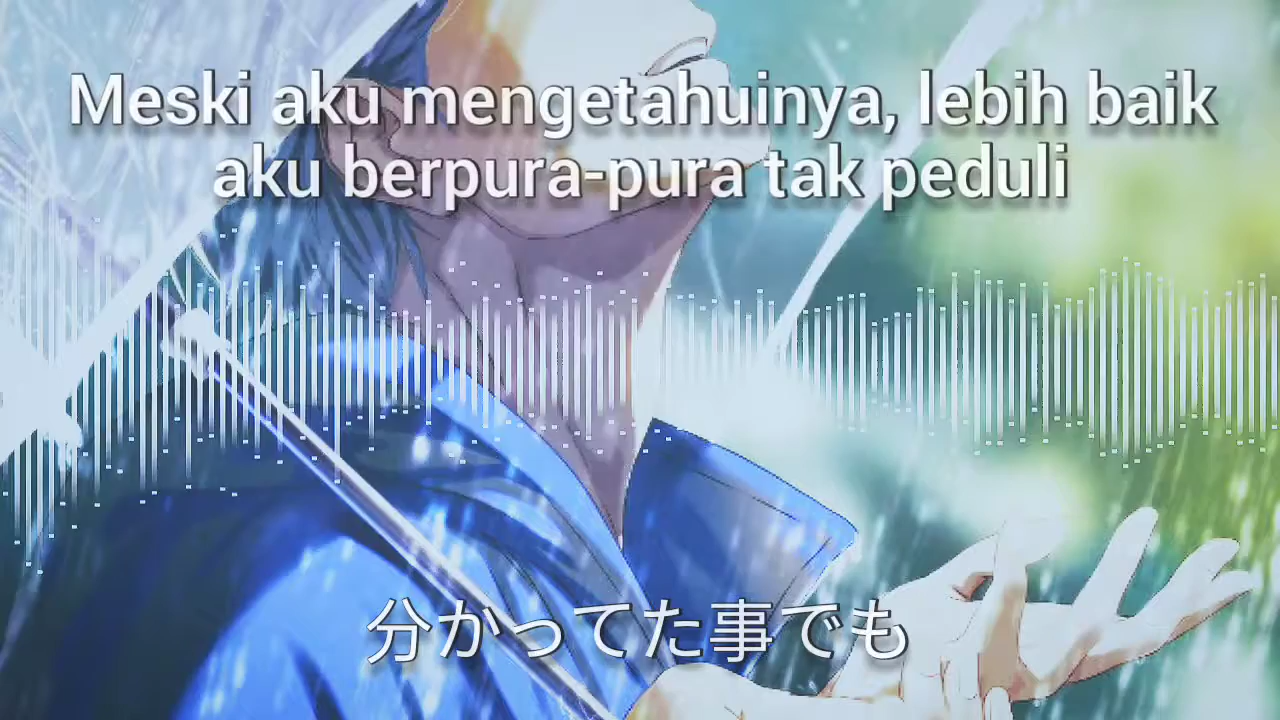 Meski aku mengetahuinya, lebih baik
aku berpura-pura tak peduli
分かってた事でも